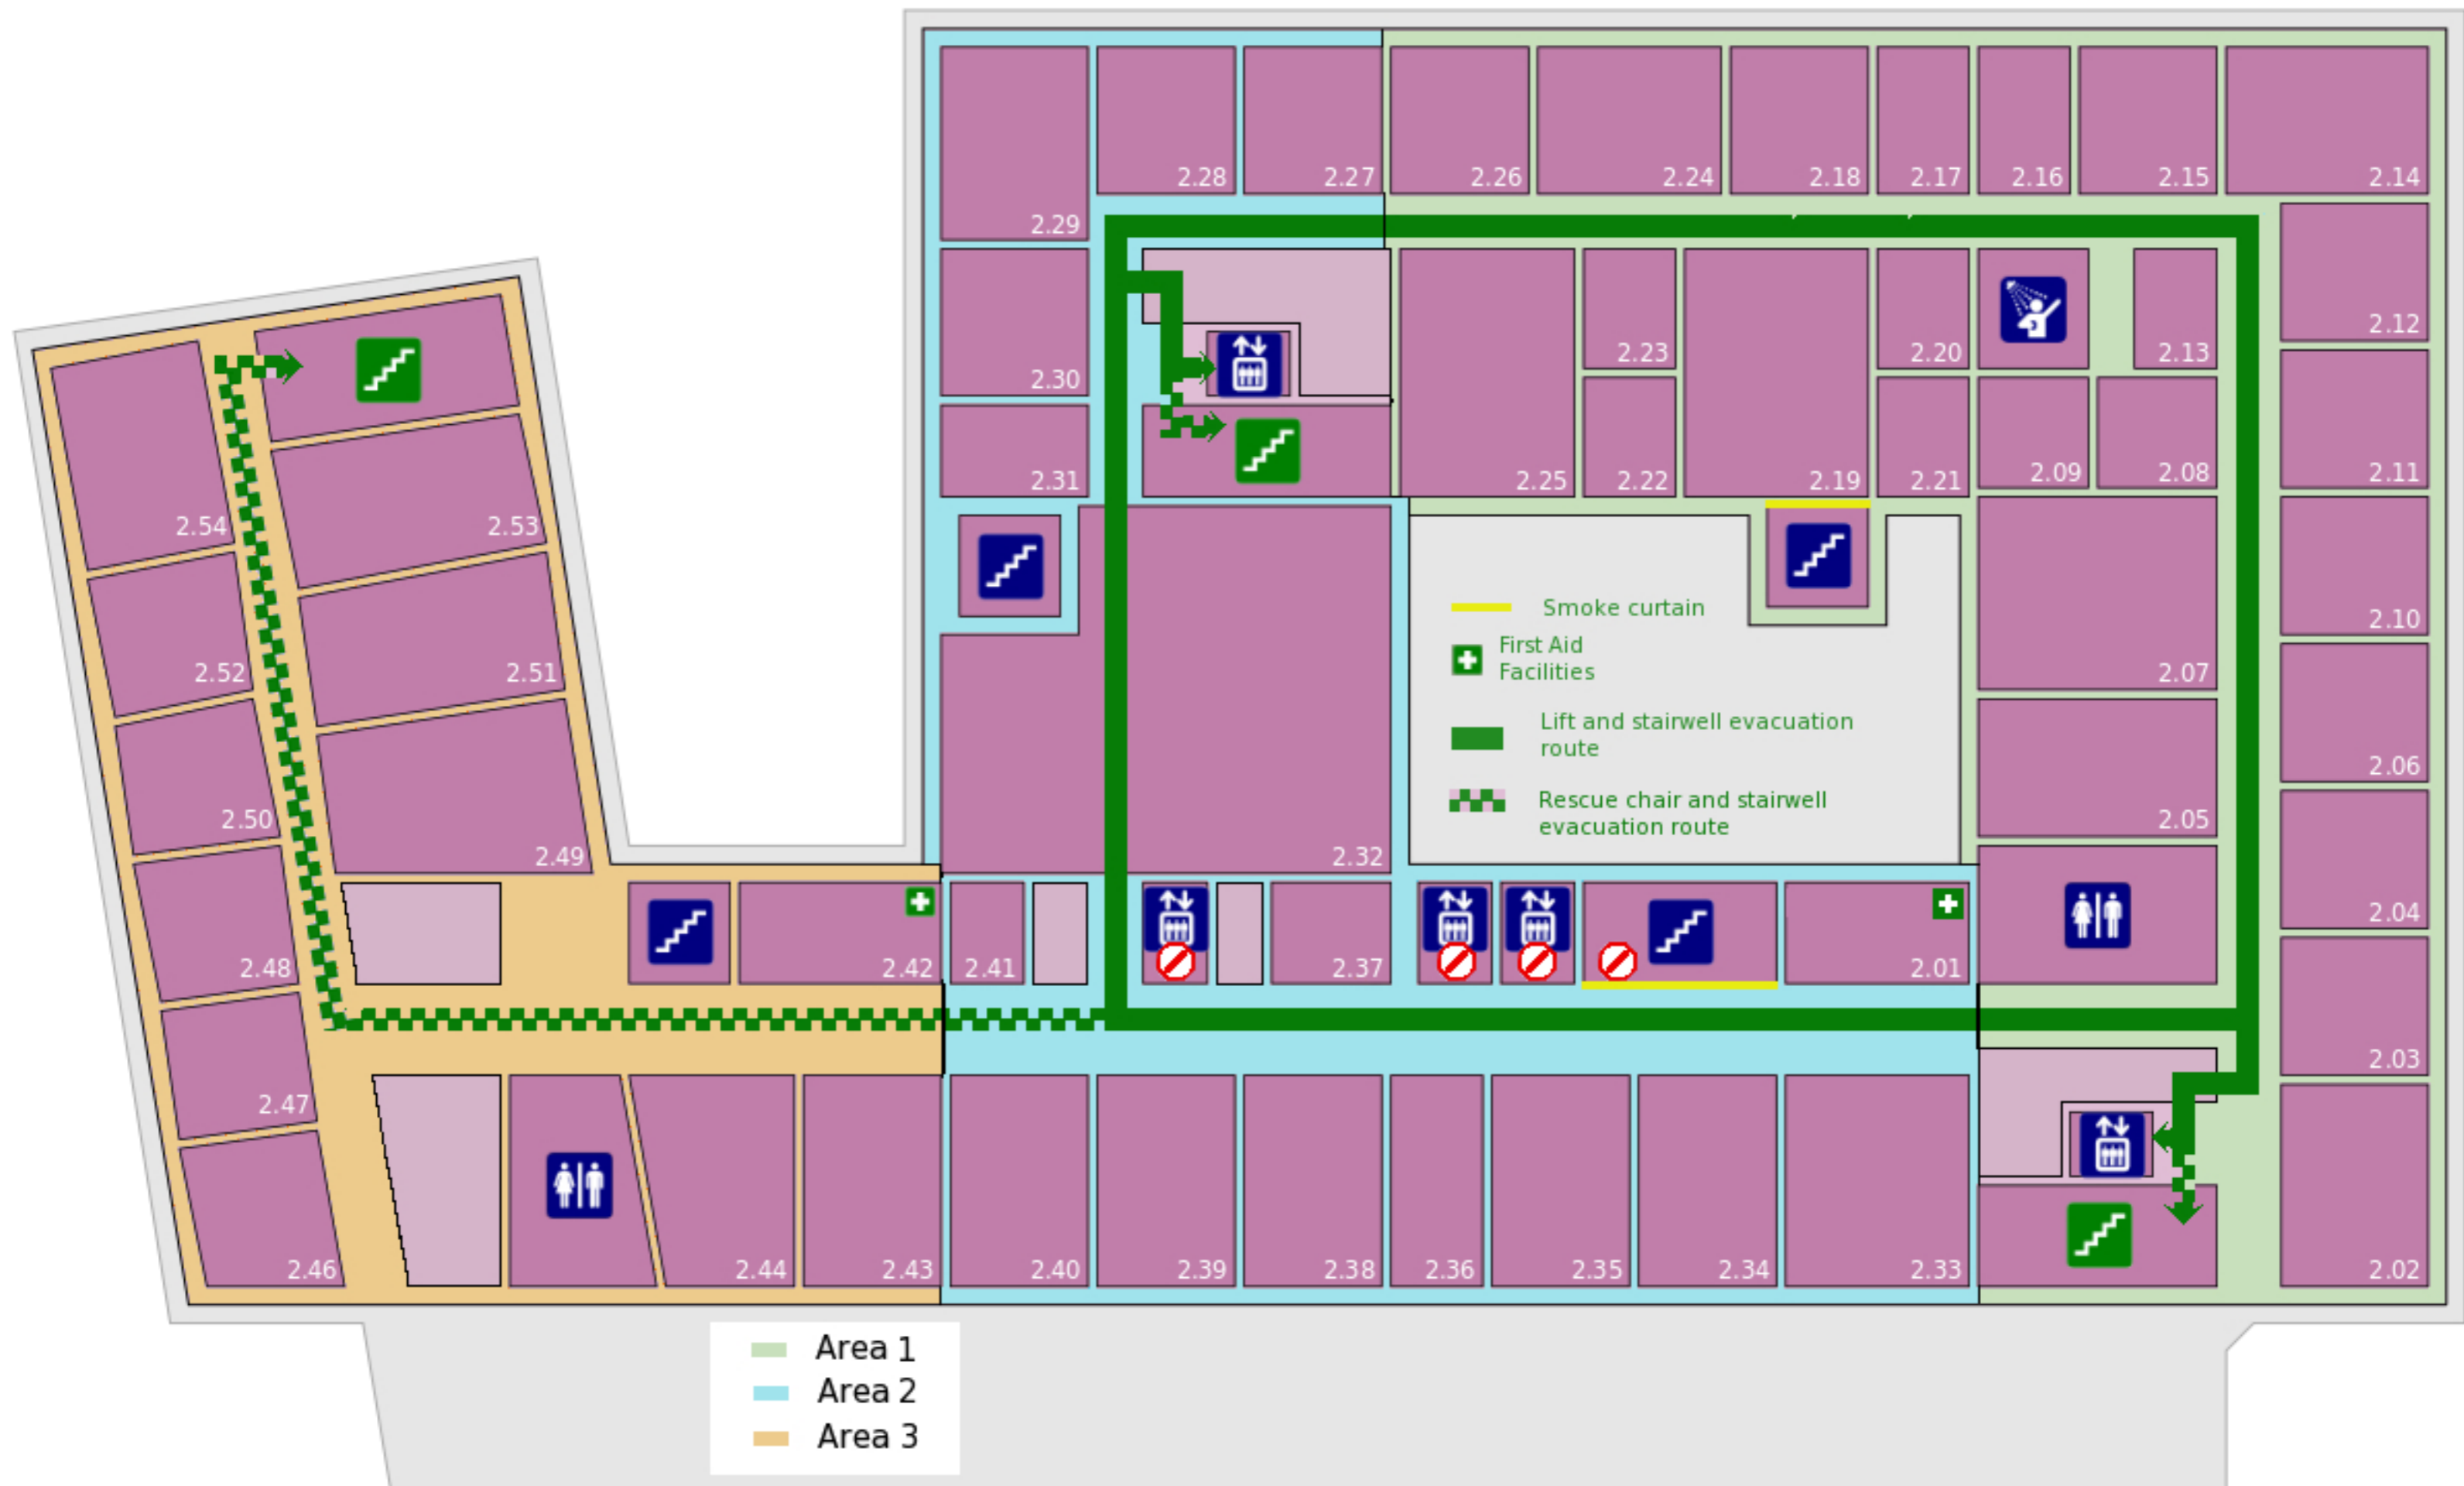 2.28 2.27 2.26 2.24 2.18 2.17 2.16 2.15 2.14
2.29
2.12
2.23 2.20 2.13
2.30
2.31 2.25 2.22 2.19 2.21 2.09 2.08 2.11
2.54 2.53
Smoke curtain
2.10
First Aid
Facilities
2.52 2.51 2.07
Lift and stairwell evacuation
route
2.06
Rescue chair and stairwell
evacuation route
2.50 2.05
2.49 2.32
2.04
2.48 2.42 2.41 2.37 2.01
2.03
2.47
2.46 2.44 2.43 2.40 2.39 2.38 2.36 2.35 2.34 2.33 2.02
Area 1
Area 2
Area 3